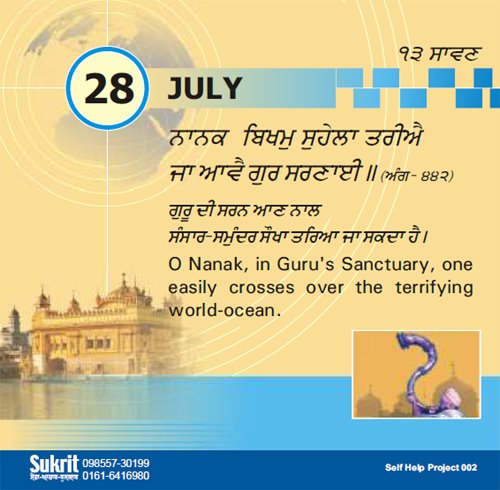 ੧੩ ਸਾਵਣ
28 JULY
ਨਾਨਕ ਬਿਖਮੁ ਸੁਹੇਲਾ ਤਰੀਐ
ਜਾ ਆਵੈ ਗੁਰ ਸਰਣਾਈ॥ (ਅੰਗ - ੪੪੨)
ਗੁਰੂ ਦੀ ਸਰਨ ਆਣ ਨਾਲ
ਸੰਸਾਰ-ਸਮੁੰਦਰ ਸੌਖਾ ਤਰਿਆ ਜਾ ਸਕਦਾ ਹੈ।
O Nanak, in Guru's Sanctuary, one
easily crosses over the terrifying
world-ocean.
Sukrit 098557-30199
0161-6416980
Self Help Project 002